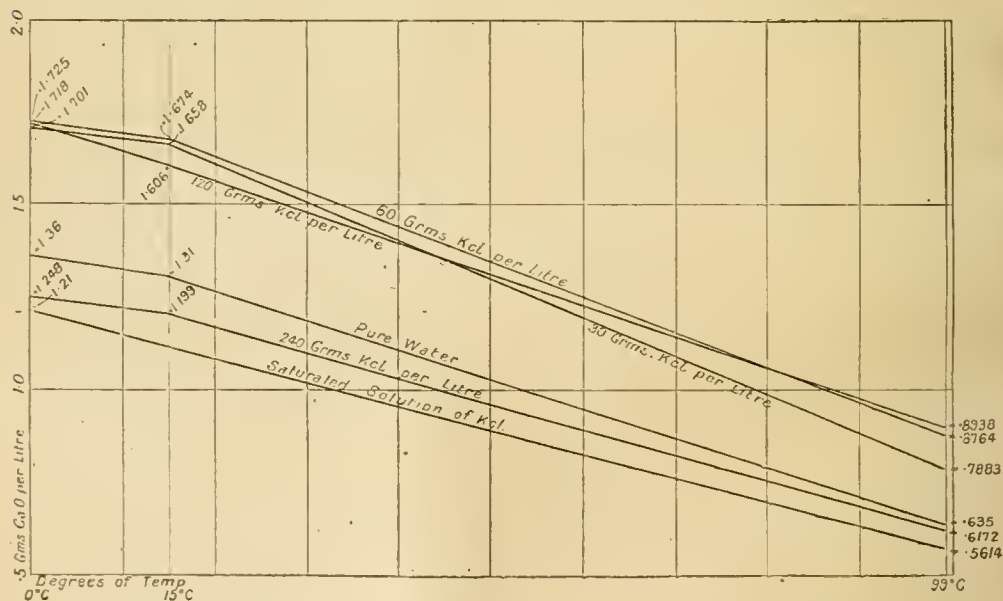 2.0
1.725
1.718
1.701
1.674
1.658
1.606
15
120 Grms Kcl per Litre
60 Grms Kcl. per Litre
1.36
1.31
1.248
1.21
1.199
Pure Water
30 Grms. Kcl per Litre
240 Grms Kcl. per Litre
Saturated Solution of Kcl.
1.0
.8938
.8764
.7883
.635
.6172
.5614
Gms CaO per Litre
.5
Degrees of Temp
0°C
15°C
99°C